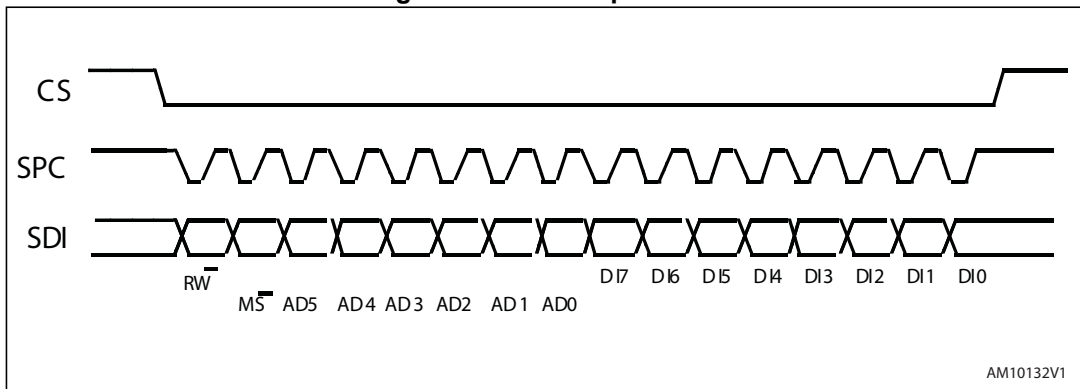 CS
SPC
SDI
RW
DI7 DI6 DI5 DI4 DI3 DI2 DI1 DI0
MS AD5 AD4 AD3 AD2 AD1 AD0
AM10132V1